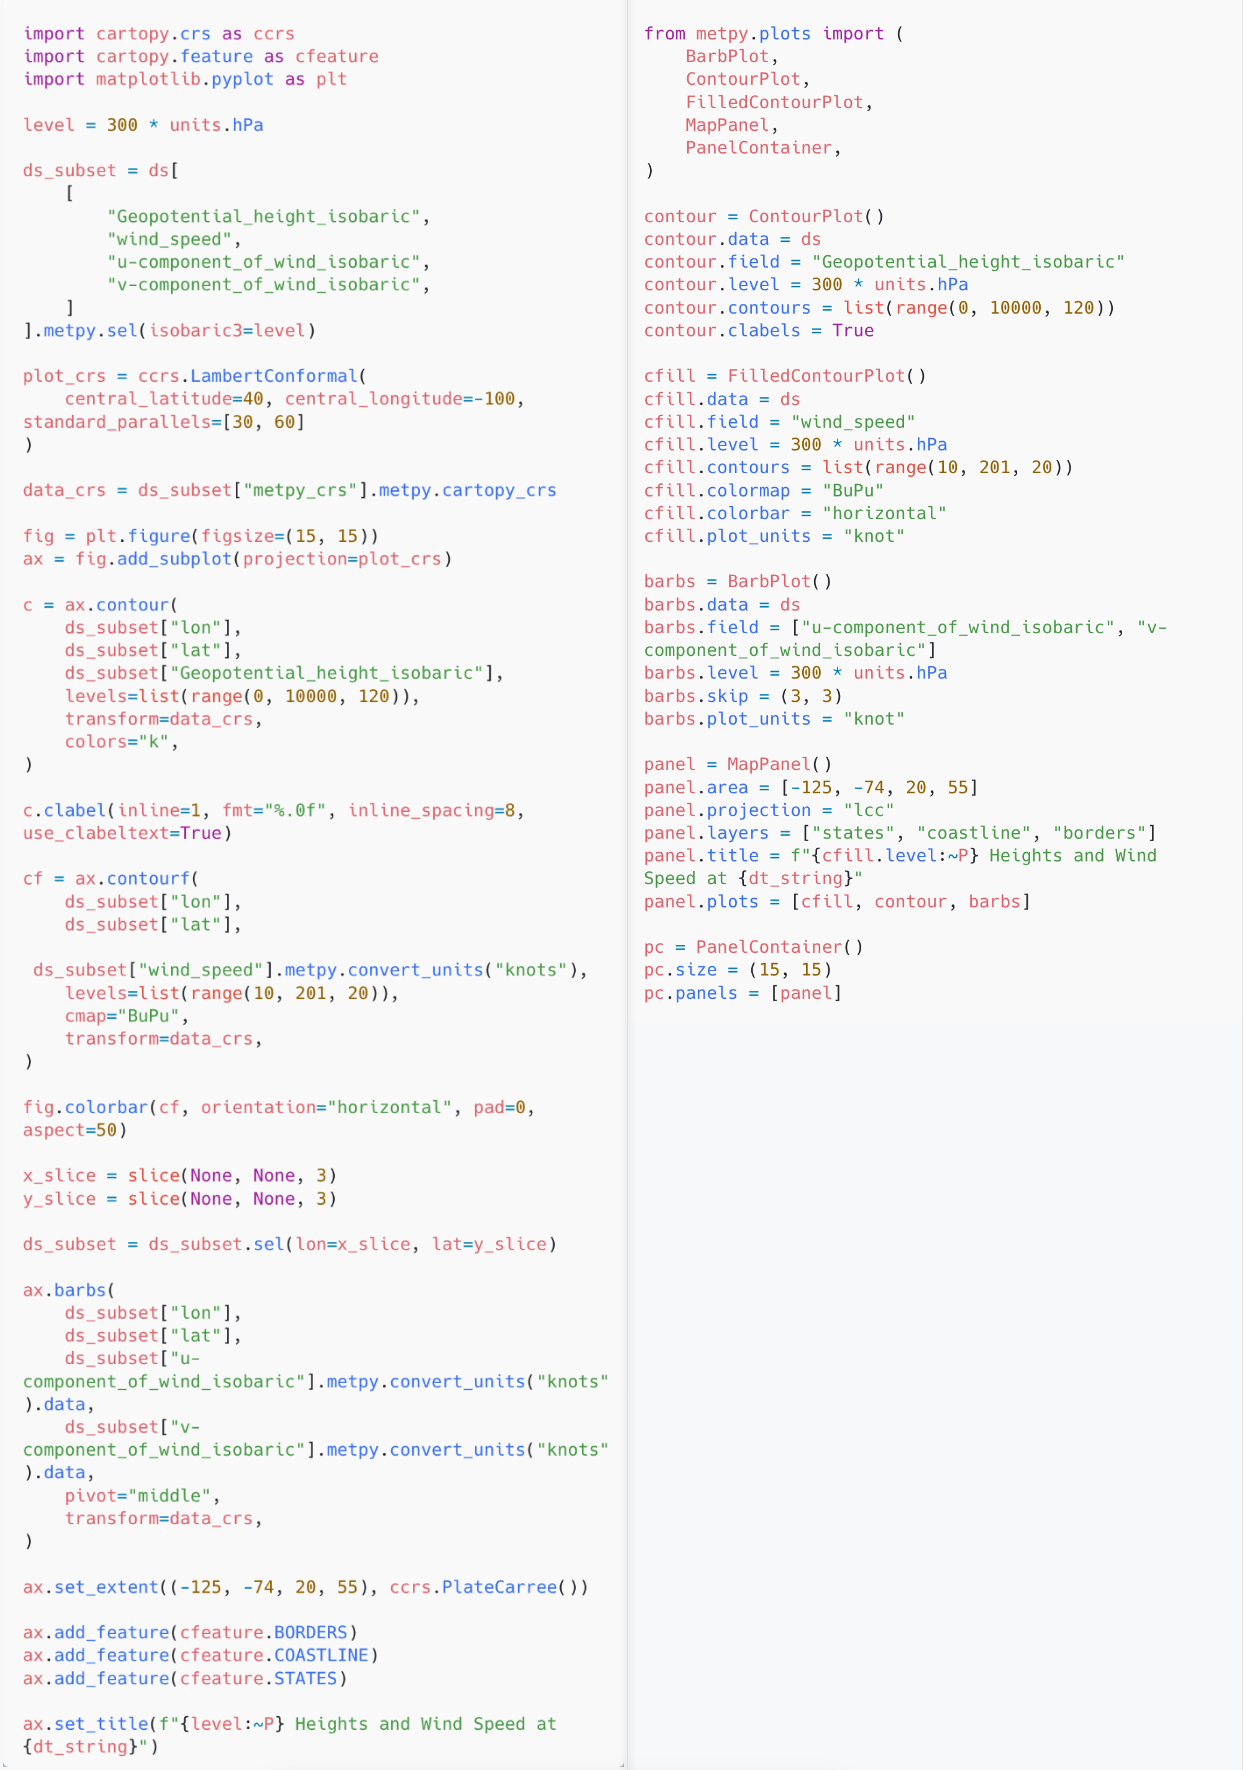 import cartopy.crs as ccrs
import cartopy.feature as cfeature
import matplotlib.pyplot as plt

level = 300 * units.hPa

ds_subset = ds[
    [
        "Geopotential_height_isobaric",
        "wind_speed",
        "u-component_of_wind_isobaric",
        "v-component_of_wind_isobaric",
    ]
].metpy.sel(isobaric3=level)

plot_crs = ccrs.LambertConformal(
    central_latitude=40, central_longitude=-100,
standard_parallels=[30, 60]
)

data_crs = ds_subset["metpy_crs"].metpy.cartopy_crs

fig = plt.figure(figsize=(15, 15))
ax = fig.add_subplot(projection=plot_crs)

c = ax.contour(
    ds_subset["lon"],
    ds_subset["lat"],
    ds_subset["Geopotential_height_isobaric"],
    levels=list(range(0, 10000, 120)),
    transform=data_crs,
    colors="k",
)

c.clabel(inline=1, fmt="%.0f", inline_spacing=8,
use_clabeltext=True)

cf = ax.contourf(
    ds_subset["lon"],
    ds_subset["lat"],

 ds_subset["wind_speed"].metpy.convert_units("knots"),
    levels=list(range(10, 201, 20)),
    cmap="BuPu",
    transform=data_crs,
)

fig.colorbar(cf, orientation="horizontal", pad=0,
aspect=50)

x_slice = slice(None, None, 3)
y_slice = slice(None, None, 3)

ds_subset = ds_subset.sel(lon=x_slice, lat=y_slice)

ax.barbs(
    ds_subset["lon"],
    ds_subset["lat"],
    ds_subset["u-
component_of_wind_isobaric"].metpy.convert_units("knots"
).data,
    ds_subset["v-
component_of_wind_isobaric"].metpy.convert_units("knots"
).data,
    pivot="middle",
    transform=data_crs,
)

ax.set_extent((-125, -74, 20, 55), ccrs.PlateCarree())

ax.add_feature(cfeature.BORDERS)
ax.add_feature(cfeature.COASTLINE)
ax.add_feature(cfeature.STATES)

ax.set_title(f"{level:~P} Heights and Wind Speed at
{dt_string}")

from metpy.plots import (
    BarbPlot,
    ContourPlot,
    FilledContourPlot,
    MapPanel,
    PanelContainer,
)

contour = ContourPlot()
contour.data = ds
contour.field = "Geopotential_height_isobaric"
contour.level = 300 * units.hPa
contour.contours = list(range(0, 10000, 120))
contour.clabels = True

cfill = FilledContourPlot()
cfill.data = ds
cfill.field = "wind_speed"
cfill.level = 300 * units.hPa
cfill.contours = list(range(10, 201, 20))
cfill.colormap = "BuPu"
cfill.colorbar = "horizontal"
cfill.plot_units = "knot"

barbs = BarbPlot()
barbs.data = ds
barbs.field = ["u-component_of_wind_isobaric", "v-
component_of_wind_isobaric"]
barbs.level = 300 * units.hPa
barbs.skip = (3, 3)
barbs.plot_units = "knot"

panel = MapPanel()
panel.area = [-125, -74, 20, 55]
panel.projection = "lcc"
panel.layers = ["states", "coastline", "borders"]
panel.title = f"{cfill.level:~P} Heights and Wind
Speed at {dt_string}"
panel.plots = [cfill, contour, barbs]

pc = PanelContainer()
pc.size = (15, 15)
pc.panels = [panel]